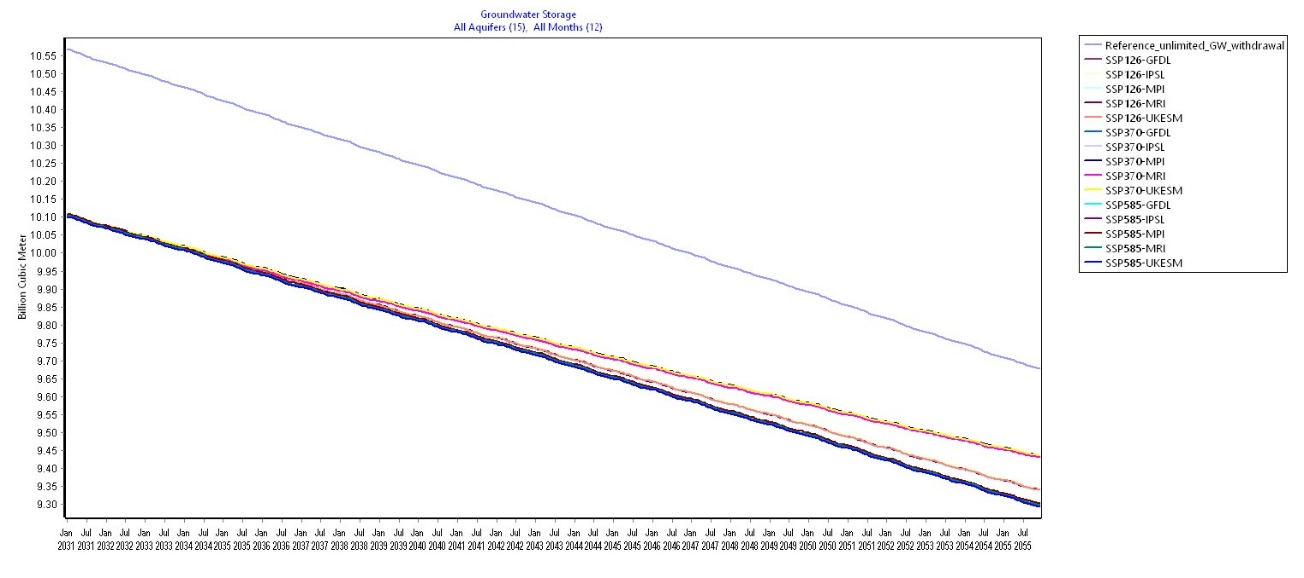 Groundwater Storage
All Aquifers (15), All Months (12)
Billion Cubic Meter
10.55
10.50
10.45
10.40
10.35
10.30
10.25
10.20
10.15
10.10
10.05
10.00
9.95
9.90
9.85
9.80
9.75
9.70
9.65
9.60
9.55
9.50
9.45
9.40
9.35
9.30
Jan Jul Jan Jul Jan Jul Jan Jul Jan Jul Jan Jul Jan Jul Jan Jul Jan Jul Jan Jul Jan Jul Jan Jul Jan Jul Jan Jul Jan Jul Jan Jul Jan Jul Jan Jul Jan Jul Jan Jul Jan Jul Jan Jul Jan Jul Jan Jul Jan Jul
2031 2031 2032 2032 2033 2033 2034 2034 2035 2035 2036 2036 2037 2037 2038 2038 2039 2039 2040 2040 2041 2041 2042 2042 2043 2043 2044 2044 2045 2045 2046 2046 2047 2047 2048 2048 2049 2049 2050 2050 2051 2051 2052 2052 2053 2053 2054 2054 2055 2055
Reference_unlimited_GW_withdrawal
SSP126-GFDL
SSP126-IPSL
SSP126-MPI
SSP126-MRI
SSP126-UKESM
SSP370-GFDL
SSP370-IPSL
SSP370-MPI
SSP370-MRI
SSP370-UKESM
SSP585-GFDL
SSP585-IPSL
SSP585-MPI
SSP585-MRI
SSP585-UKESM